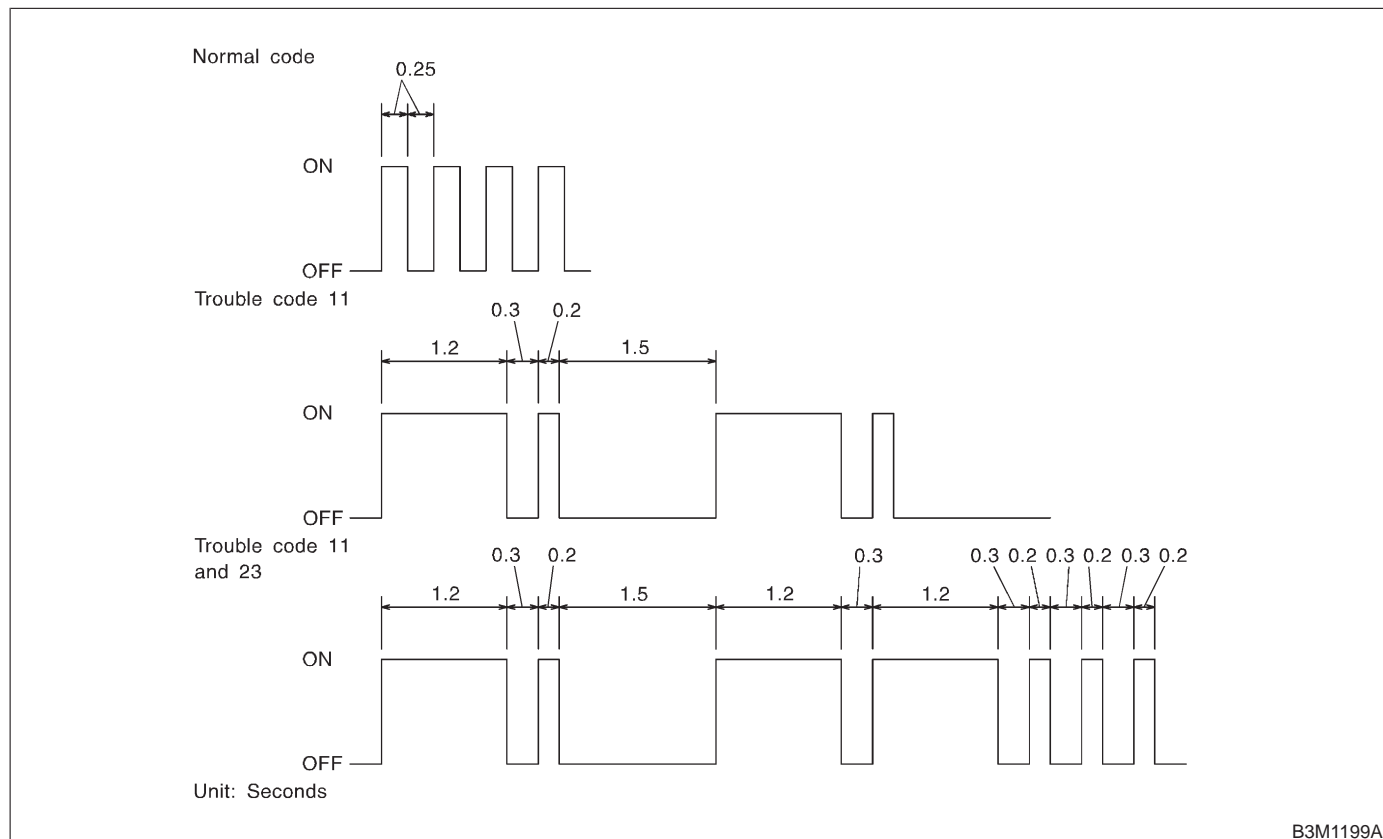 Normal code
0.25
ON
OFF
Trouble code 11
0.3 0.2
1.2 1.5
ON
OFF
Trouble code 11
and 23
0.3 0.2 0.3 0.3 0.2 0.3 0.2 0.3 0.2
1.2 1.5 1.2 1.2
ON
OFF
Unit: Seconds
B3M1199A